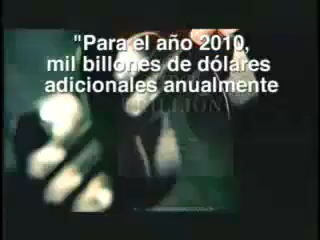 "Para el año 2010,
mil billones de dólares
adicionales anualmente